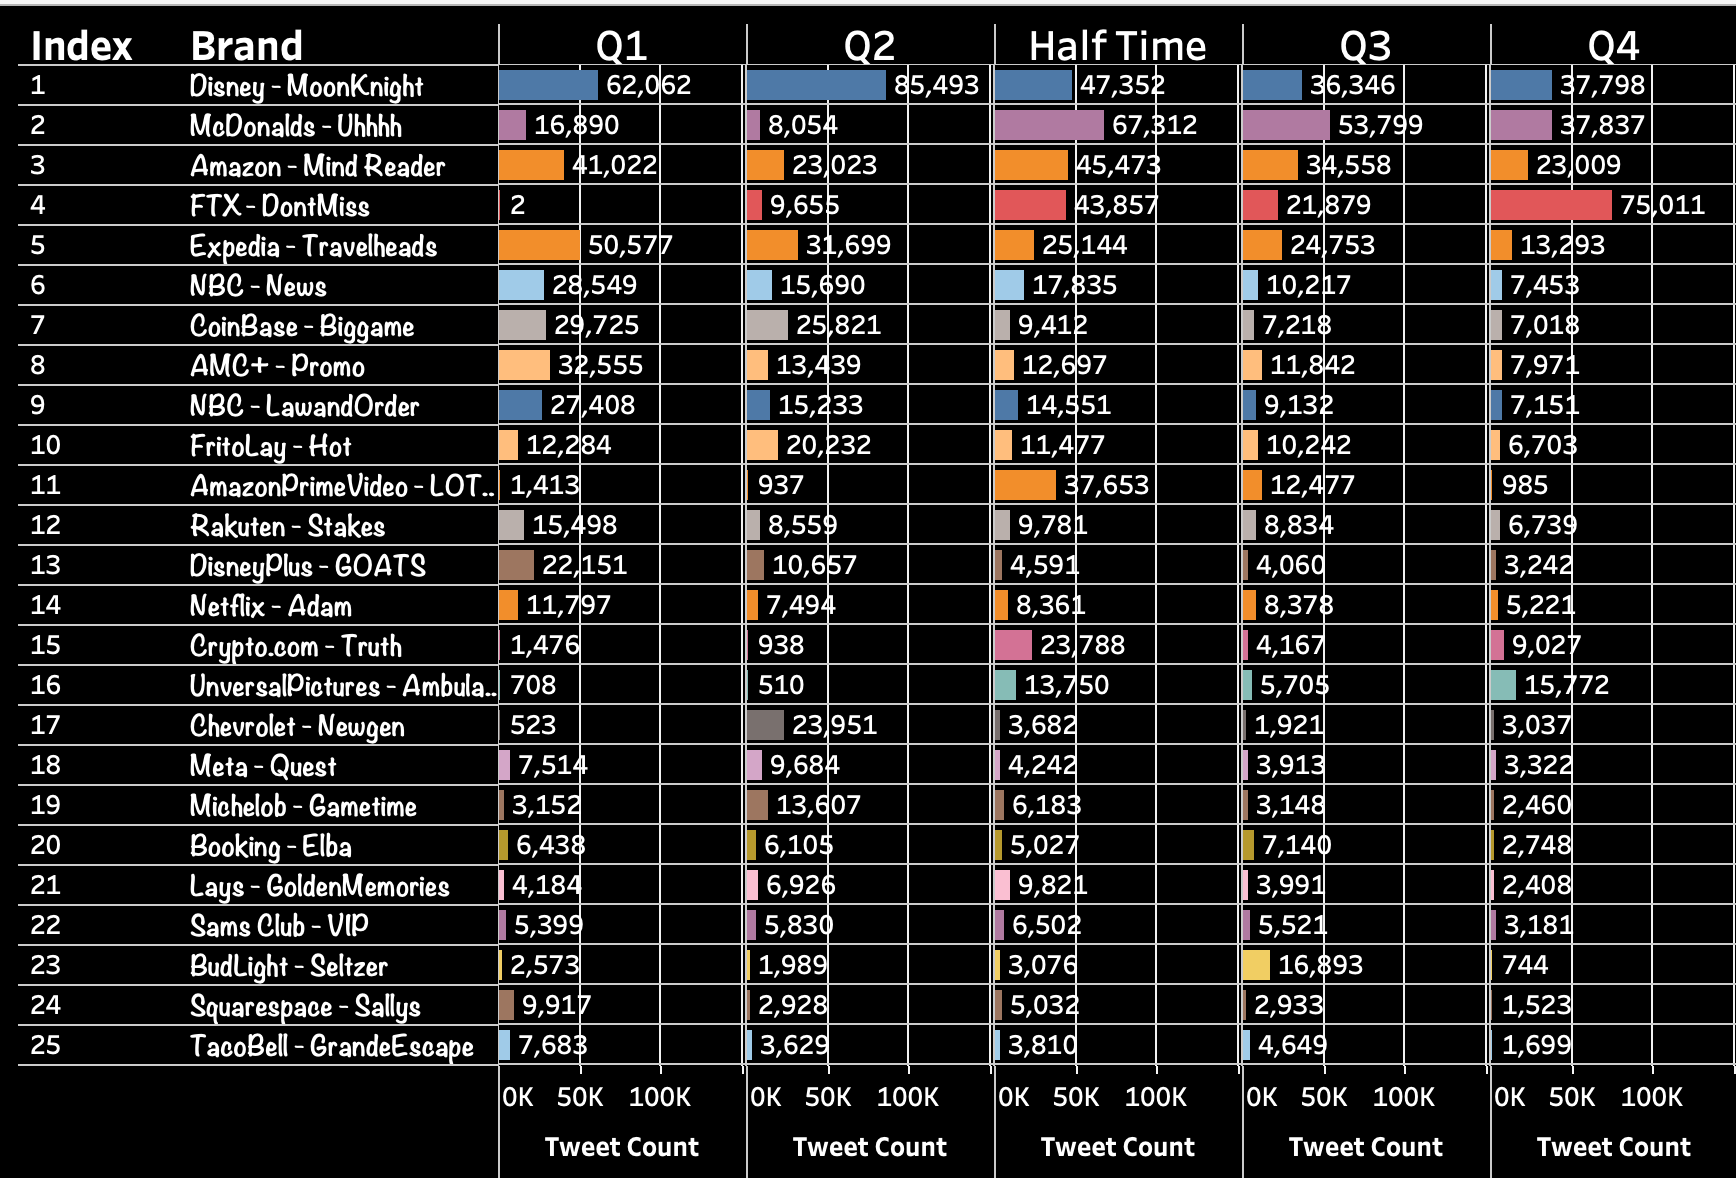 Index Brand Q1 Q2 Half Time Q3 Q4
1 Disney - MoonKnight 62,062 85,493 47,352 36,346 37,798
2 McDonalds - Uhhhh 16,890 8,054 67,312 53,799 37,837
3 Amazon - Mind Reader 41,022 23,023 45,473 34,558 23,009
4 FTX - DontMiss 2 9,655 43,857 21,879 75,011
5 Expedia - Travelheads 50,577 31,699 25,144 24,753 13,293
6 NBC - News 28,549 15,690 17,835 10,217 7,453
7 CoinBase - Biggame 29,725 25,821 9,412 7,218 7,018
8 AMC+ - Promo 32,555 13,439 12,697 11,842 7,971
9 NBC - LawandOrder 27,408 15,233 14,551 9,132 7,151
10 FritoLay - Hot 12,284 20,232 11,477 10,242 6,703
11 AmazonPrimeVideo - LOT.. 1,413 937 37,653 12,477 985
12 Rakuten - Stakes 15,498 8,559 9,781 8,834 6,739
13 DisneyPlus - GOATS 22,151 10,657 4,591 4,060 3,242
14 Netflix - Adam 11,797 7,494 8,361 8,378 5,221
15 Crypto.com - Truth 1,476 938 23,788 4,167 9,027
16 UnversalPictures - Ambula.. 708 510 13,750 5,705 15,772
17 Chevrolet - Newgen 523 23,951 3,682 1,921 3,037
18 Meta - Quest 7,514 9,684 4,242 3,913 3,322
19 Michelob - Gametime 3,152 13,607 6,183 3,148 2,460
20 Booking - Elba 6,438 6,105 5,027 7,140 2,748
21 Lays - GoldenMemories 4,184 6,926 9,821 3,991 2,408
22 Sams Club - VIP 5,399 5,830 6,502 5,521 3,181
23 BudLight - Seltzer 2,573 1,989 3,076 16,893 744
24 Squarespace - Sallys 9,917 2,928 5,032 2,933 1,523
25 TacoBell - GrandeEscape 7,683 3,629 3,810 4,649 1,699
0K 50K 100K 0K 50K 100K 0K 50K 100K 0K 50K 100K 0K 50K 100K
Tweet Count Tweet Count Tweet Count Tweet Count Tweet Count